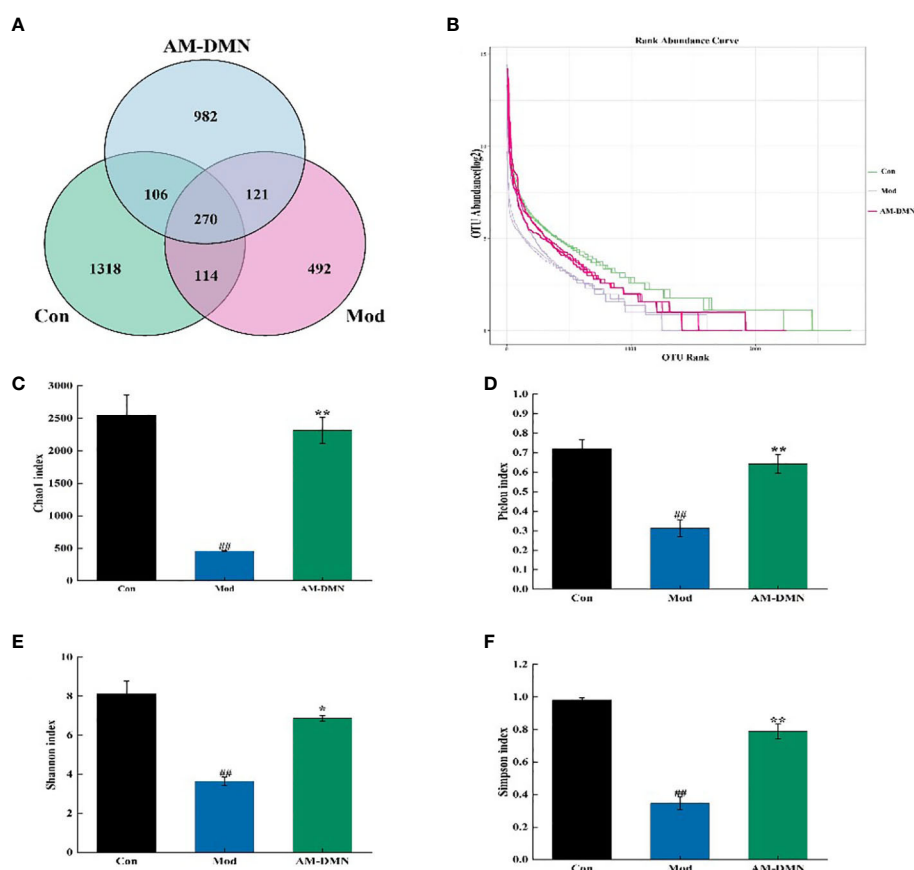 A
AM-DMN
982
106
121
270
1318
114
492
Con
Mod
B
Rank Abundance Curve
OTU Abundance(log2)
15
10
5
0
OTU Rank
Con
Mod
AM-DMN
C
3000
2500
2000
1500
1000
500
0
Chao1 index
**
##
Con
Mod
AM-DMN
D
1.0
0.9
0.8
0.7
0.6
0.5
0.4
0.3
0.2
0.1
0.0
Pielou index
**
##
Con
Mod
AM-DMN
E
10
8
6
4
2
0
Shannon index
*
##
Con
Mod
AM-DMN
F
1.2
1.0
0.8
0.6
0.4
0.2
0.0
Simpson index
**
##
Con
Mod
AM-DMN